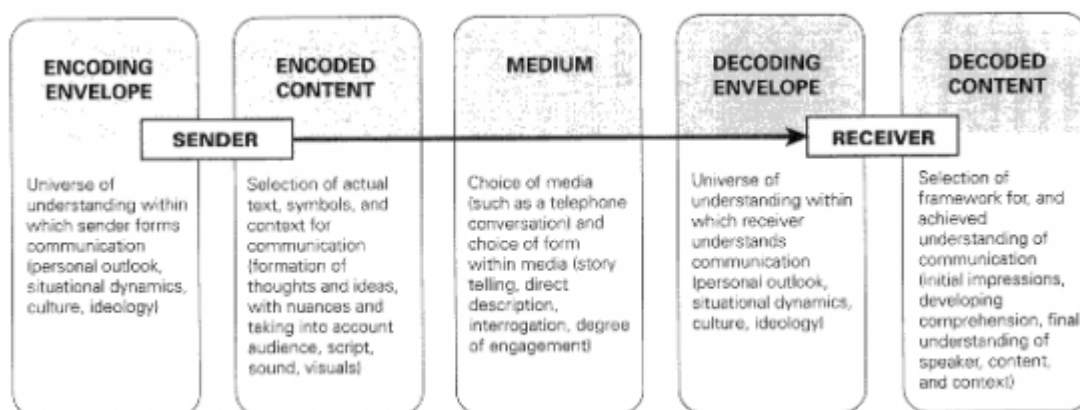 ENCODING
ENVELOPE
ENCODED
CONTENT
MEDIUM
DECODING
ENVELOPE
DECODED
CONTENT
SENDER
RECEIVER
Universe of
understanding within
which sender forms
communication
(personal outlook,
situational dynamics,
culture, ideology)
Selection of actual
text, symbols, and
context for
communication
(formation of
thoughts and ideas,
with nuances and
taking into account
audience, script,
sound, visuals)
Choice of media
(such as a telephone
conversation) and
choice of form
within media (story
telling, direct
description,
interrogation, degree
of engagement)
Universe of
understanding within
which receiver
understands
communication
(personal outlook,
situational dynamics,
culture, ideology)
Selection of
framework for, and
achieved
understanding of
communication
(initial impressions,
developing
comprehension, final
understanding of
speaker, content,
and context)